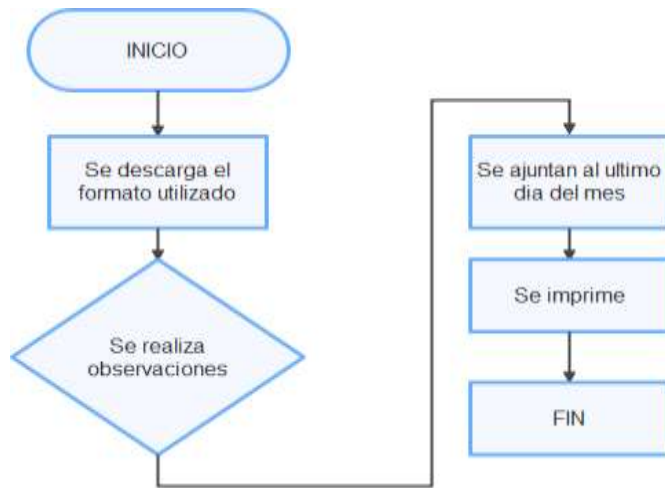 INICIO
Se descarga el
formato utilizado
Se realiza
observaciones
Se ajuntan al ultimo
dia del mes
Se imprime
FIN